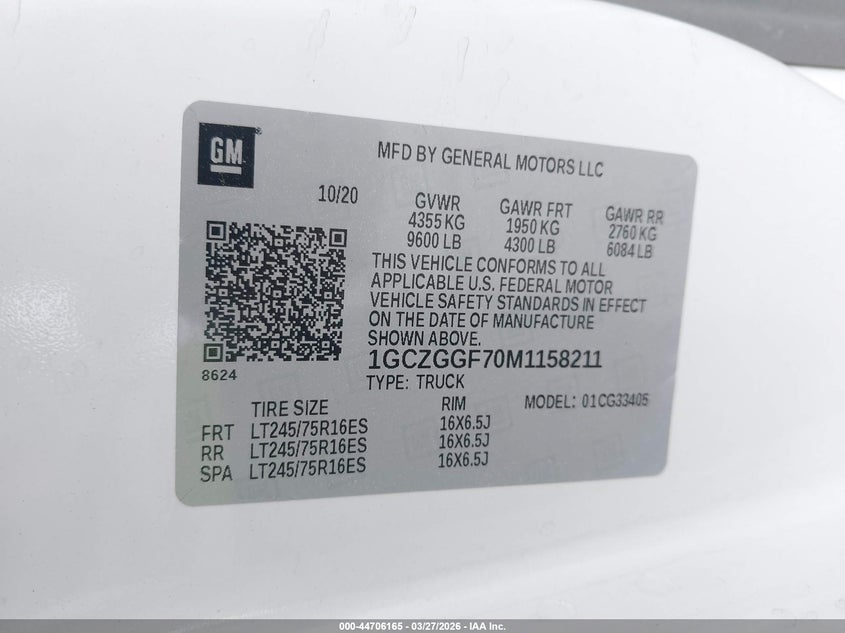 GM
MFD BY GENERAL MOTORS LLC
10/20
GVWR GAWR FRT GAWR RR
4355 KG 1950 KG 2760 KG
9600 LB 4300 LB 6084 LB
THIS VEHICLE CONFORMS TO ALL
APPLICABLE U.S. FEDERAL MOTOR
VEHICLE SAFETY STANDARDS IN EFFECT
ON THE DATE OF MANUFACTURE
SHOWN ABOVE.
8624
1GCZGGF70M1158211
TYPE: TRUCK
TIRE SIZE RIM MODEL: 01CG33405
FRT LT245/75R16ES 16X6.5J
RR LT245/75R16ES 16X6.5J
SPA LT245/75R16ES 16X6.5J
000-44706165 - 03/27/2026 - IAA Inc.